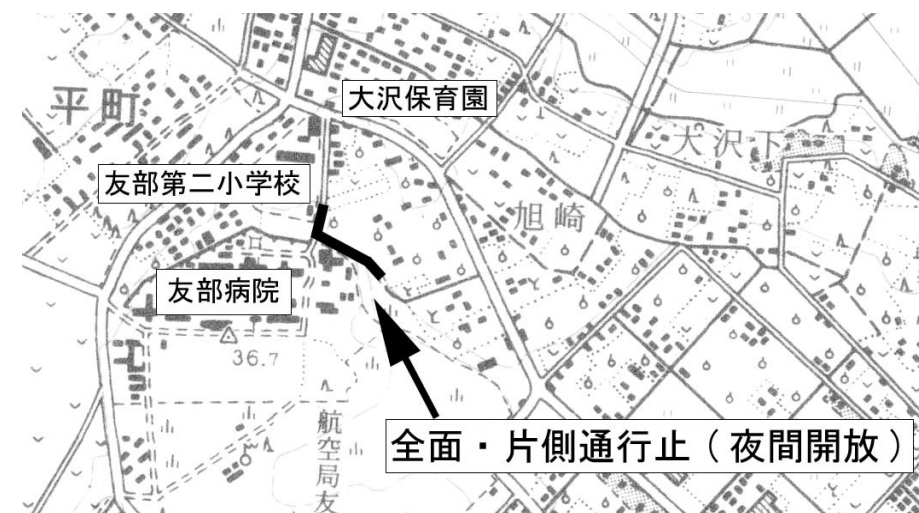 大沢保育園
平町
犬沢下
友部第二小学校
旭崎
友部病院
36.7
航空局友
全面・片側通行止(夜間開放)